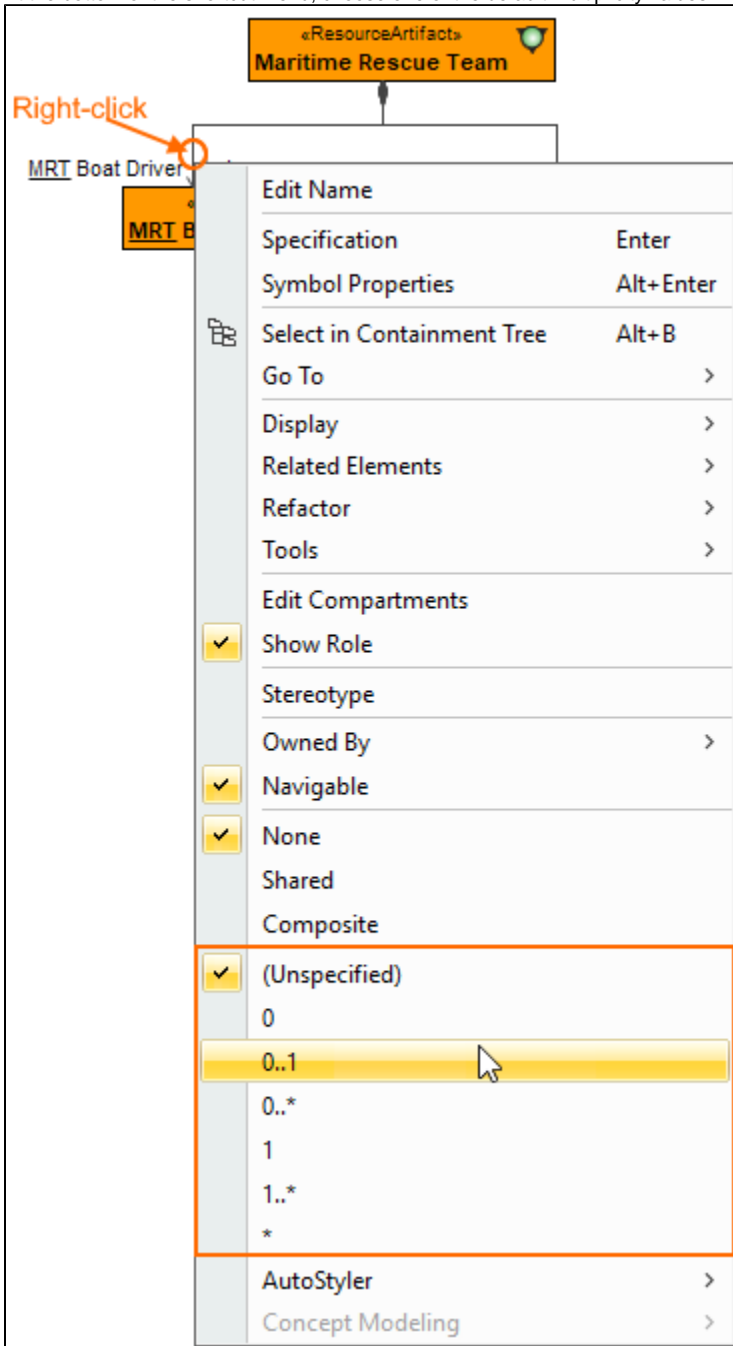 «ResourceArtifact»
Maritime Rescue Team
Right-click
MRT Boat Driver
MRT B
Edit Name
Specification Enter
Symbol Properties Alt+Enter
Select in Containment Tree Alt+B
Go To
Display
Related Elements
Refactor
Tools
Edit Compartments
Show Role
Stereotype
Owned By
Navigable
None
Shared
Composite
(Unspecified)
0
0..1
0..*
1
1..*
*
AutoStyler
Concept Modeling